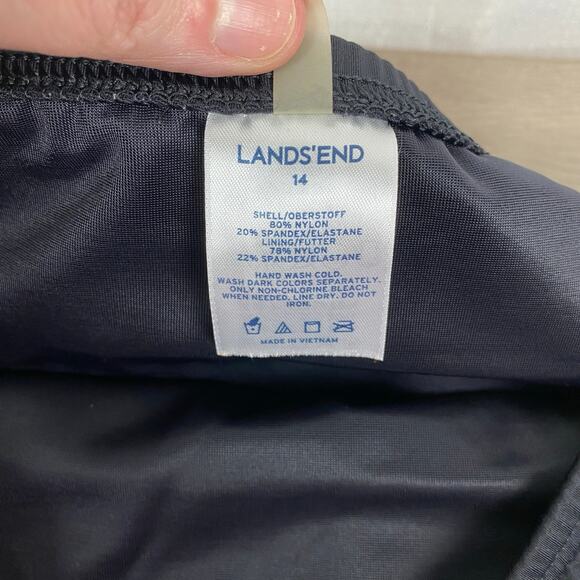 LANDS'END
14
SHELL/OBERSTOFF
80% NYLON
20% SPANDEX/ELASTANE
LINING/FUTTER
78% NYLON
22% SPANDEX/ELASTANE
HAND WASH COLD.
WASH DARK COLORS SEPARATELY.
ONLY NON-CHLORINE BLEACH
WHEN NEEDED. LINE DRY. DO NOT
IRON.
MADE IN VIETNAM